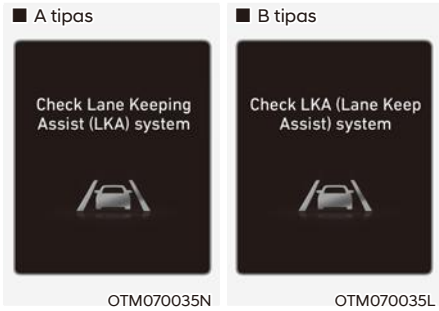 ■ A tipas
Check Lane Keeping
Assist (LKA) system
OTM070035N
■ B tipas
Check LKA (Lane Keep
Assist) system
OTM070035L